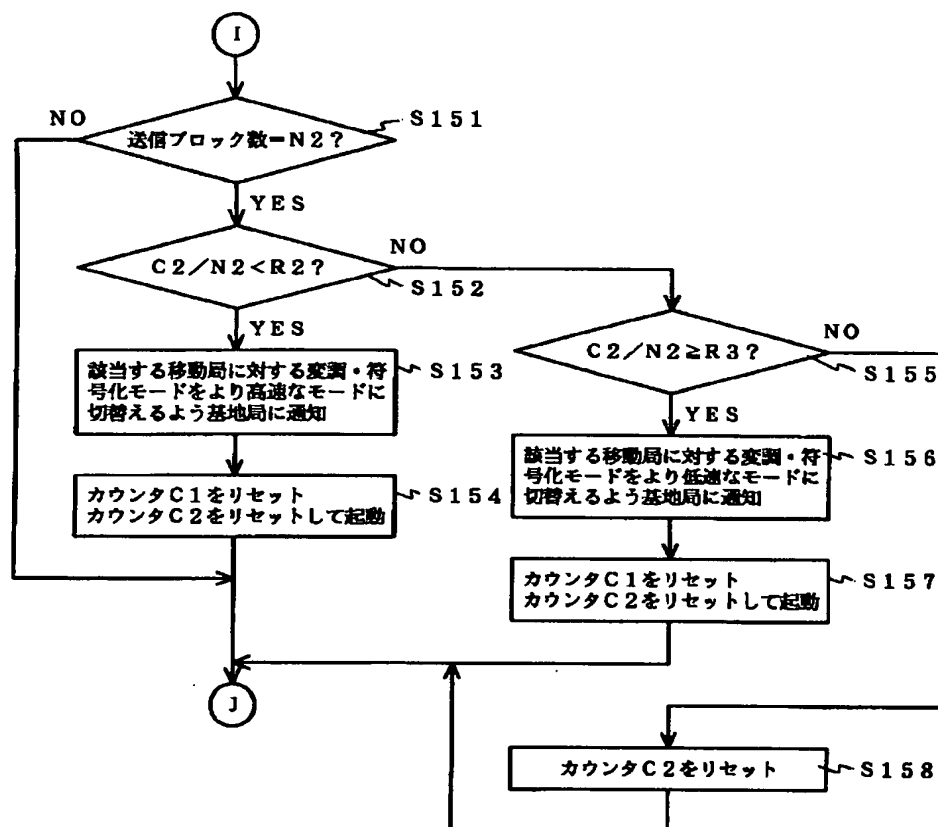 I
NO
送信ブロック数=N2?
S151
YES
C2/N2<R2?
NO
S152
YES
該当する移動局に対する変調・符
号化モードをより高速なモードに
切替えるよう基地局に通知
S153
カウンタC1をリセット
カウンタC2をリセットして起動
S154
C2/N2≧R3?
NO
S155
YES
該当する移動局に対する変調・符
号化モードをより低速なモードに
切替えるよう基地局に通知
S156
カウンタC1をリセット
カウンタC2をリセットして起動
S157
J
カウンタC2をリセット
S158